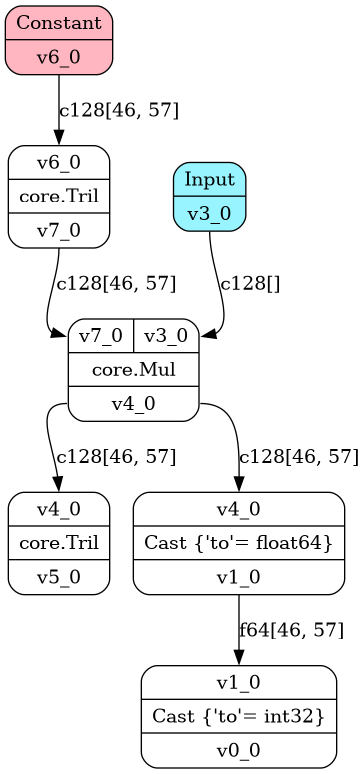 Constant
v6_0
c128[46, 57]
v6_0
core.Tril
v7_0
Input
v3_0
c128[46, 57]
c128[]
v7_0 v3_0
core.Mul
v4_0
c128[46, 57]
c128[46, 57]
v4_0
core.Tril
v5_0
v4_0
Cast {'to'= float64}
v1_0
f64[46, 57]
v1_0
Cast {'to'= int32}
v0_0